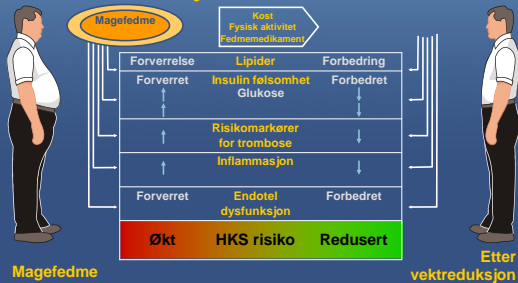 Magefedme
Kost
Fysisk aktivitet
Fedmemedikament
Forverrelse Lipider Forbedring
Forverret Insulin følsomhet Forbedret
Glukose
Risikomarkører
for trombose
Inflammasjon
Forverret Endotel Forbedret
dysfunksjon
Økt HKS risiko Redusert
Magefedme
Etter
vektreduksjon